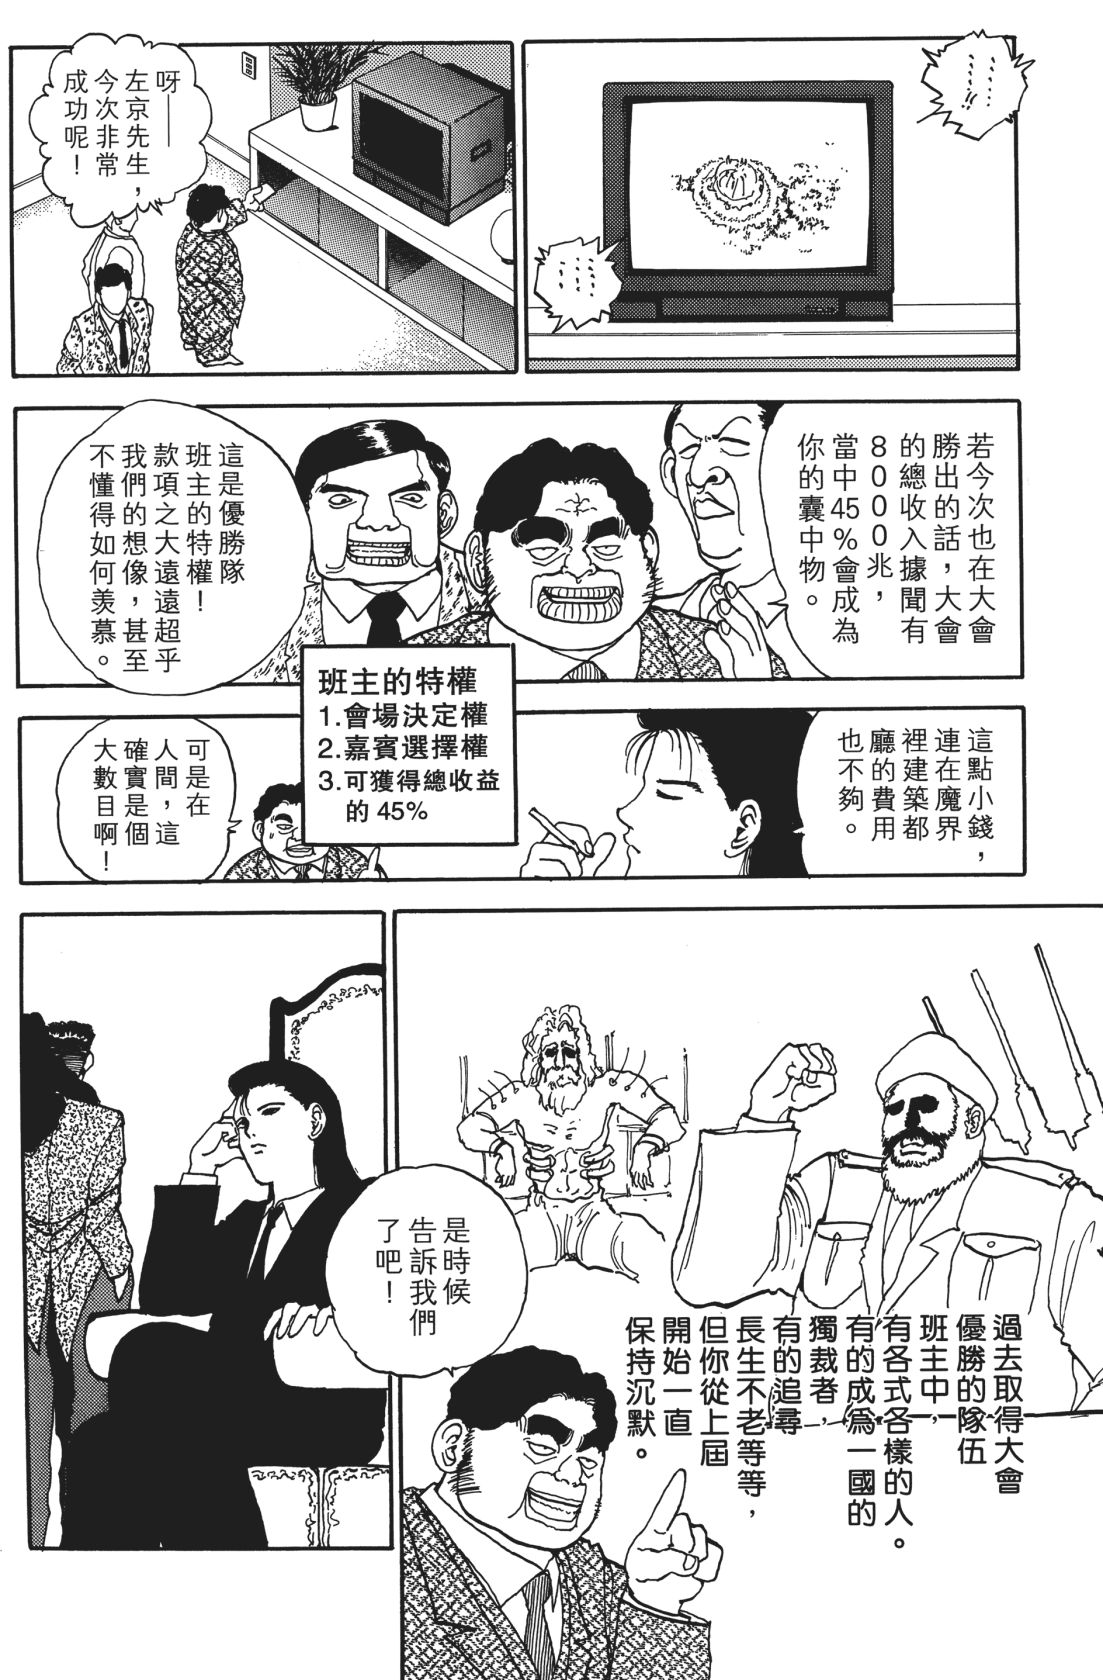 呀——
左京先生，
今次非常
成功呢！
若今次也在大會
勝出的話，大會
的總收入據聞有
8000兆，
當中45%會成為
你的囊中物。
這是優勝隊
班主的特權！
款項之大遠遠超乎
我們的想像，甚至
不懂得如何羨慕。
班主的特權
1.會場決定權
2.嘉賓選擇權
3.可獲得總收益
的45%
這點小錢，
連在魔界
裡建築都
廳的費用
也不夠。
可是在
人間，這
確實是個
大數目啊！
過去取得大會
優勝的隊伍
班主中，
有各式各樣的人。
有的成爲一國的
獨裁者，
有的追尋
長生不老等等，
但你從上屆
開始一直
保持沉默。
是時候
告訴我們
了吧！